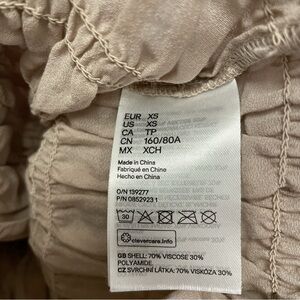 EUR XS
US XS
CA TP
CN 160/80A
MX XCH
Made in China
Fabriqué en Chine
Hecho en China
O/N 139277
P/N 0852923 1
30
clevercare.info
GB SHELL: 70% VISCOSE 30%
POLYAMIDE.
CZ SVRCHNÍ LÁTKA: 70% VISKÓZA 30%